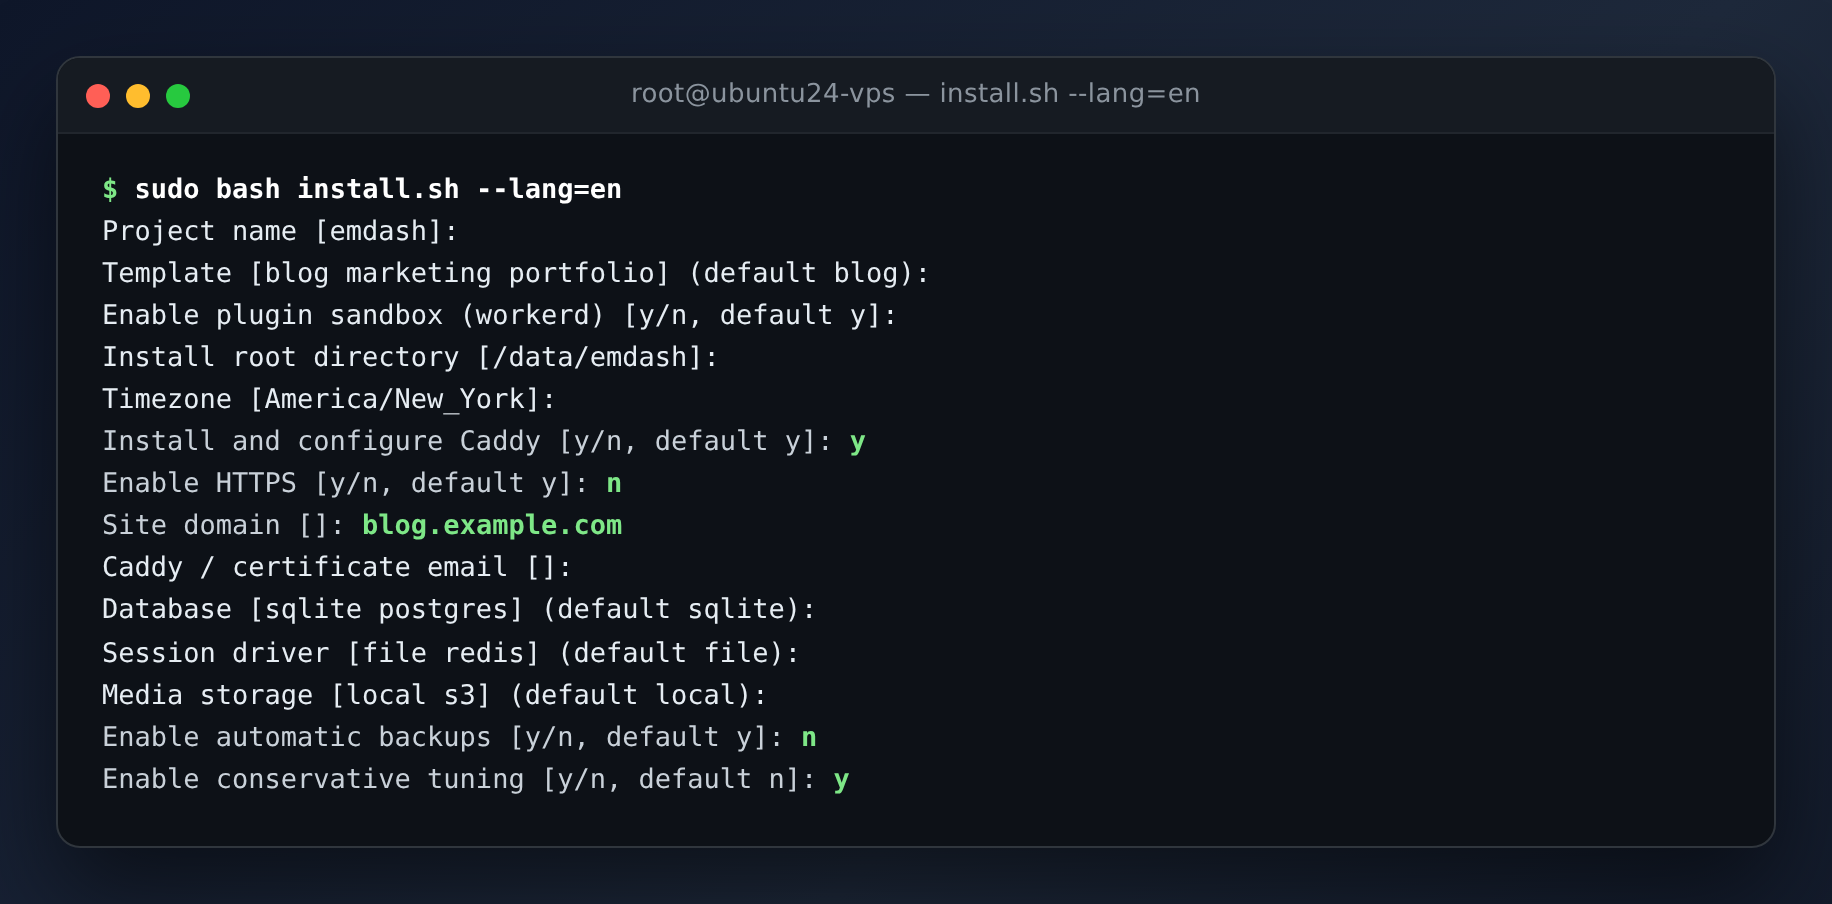 root@ubuntu24-vps — install.sh --lang=en
$ sudo bash install.sh --lang=en
Project name [emdash]:
Template [blog marketing portfolio] (default blog):
Enable plugin sandbox (workerd) [y/n, default y]:
Install root directory [/data/emdash]:
Timezone [America/New_York]:
Install and configure Caddy [y/n, default y]: y
Enable HTTPS [y/n, default y]: n
Site domain []: blog.example.com
Caddy / certificate email []:
Database [sqlite postgres] (default sqlite):
Session driver [file redis] (default file):
Media storage [local s3] (default local):
Enable automatic backups [y/n, default y]: n
Enable conservative tuning [y/n, default n]: y